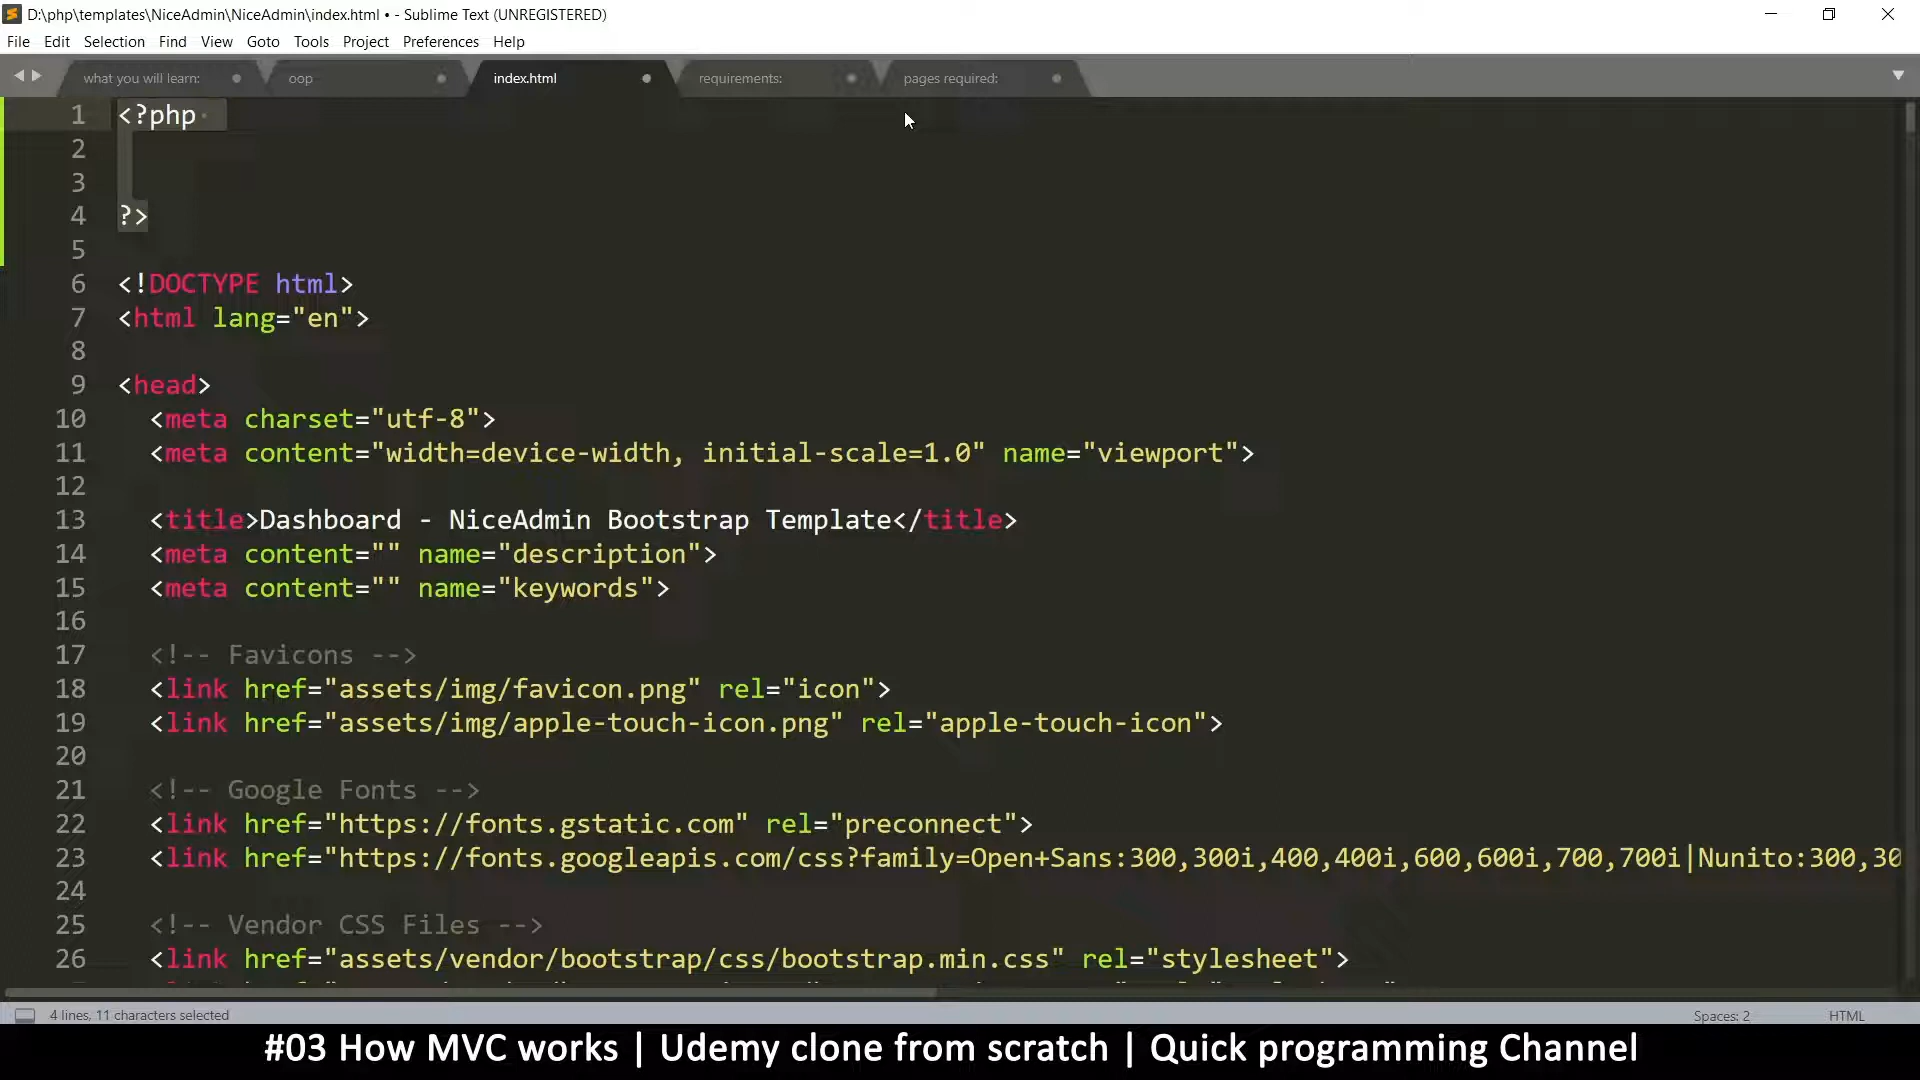 D:\php\templates\NiceAdmin\NiceAdmin\index.html • - Sublime Text (UNREGISTERED)
File Edit Selection Find View Goto Tools Project Preferences Help
what you will learn: oop index.html requirements: pages required:
1 <?php
2
3
4 ?>
5
6 <!DOCTYPE html>
7 <html lang="en">
8
9 <head>
10 <meta charset="utf-8">
11 <meta content="width=device-width, initial-scale=1.0" name="viewport">
12
13 <title>Dashboard - NiceAdmin Bootstrap Template</title>
14 <meta content="" name="description">
15 <meta content="" name="keywords">
16
17 <!-- Favicons -->
18 <link href="assets/img/favicon.png" rel="icon">
19 <link href="assets/img/apple-touch-icon.png" rel="apple-touch-icon">
20
21 <!-- Google Fonts -->
22 <link href="https://fonts.gstatic.com" rel="preconnect">
23 <link href="https://fonts.googleapis.com/css?family=Open+Sans:300,300i,400,400i,600,600i,700,700i|Nunito:300,30
24
25 <!-- Vendor CSS Files -->
26 <link href="assets/vendor/bootstrap/css/bootstrap.min.css" rel="stylesheet">
4 lines, 11 characters selected Spaces: 2 HTML
#03 How MVC works | Udemy clone from scratch | Quick programming Channel